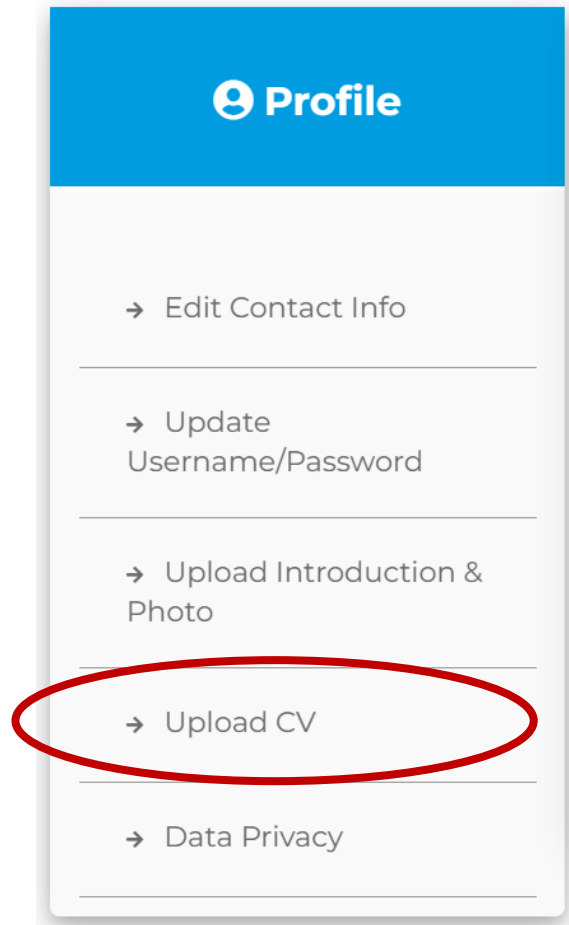 Profile
→ Edit Contact Info
→ Update
Username/Password
→ Upload Introduction &
Photo
→ Upload CV
→ Data Privacy